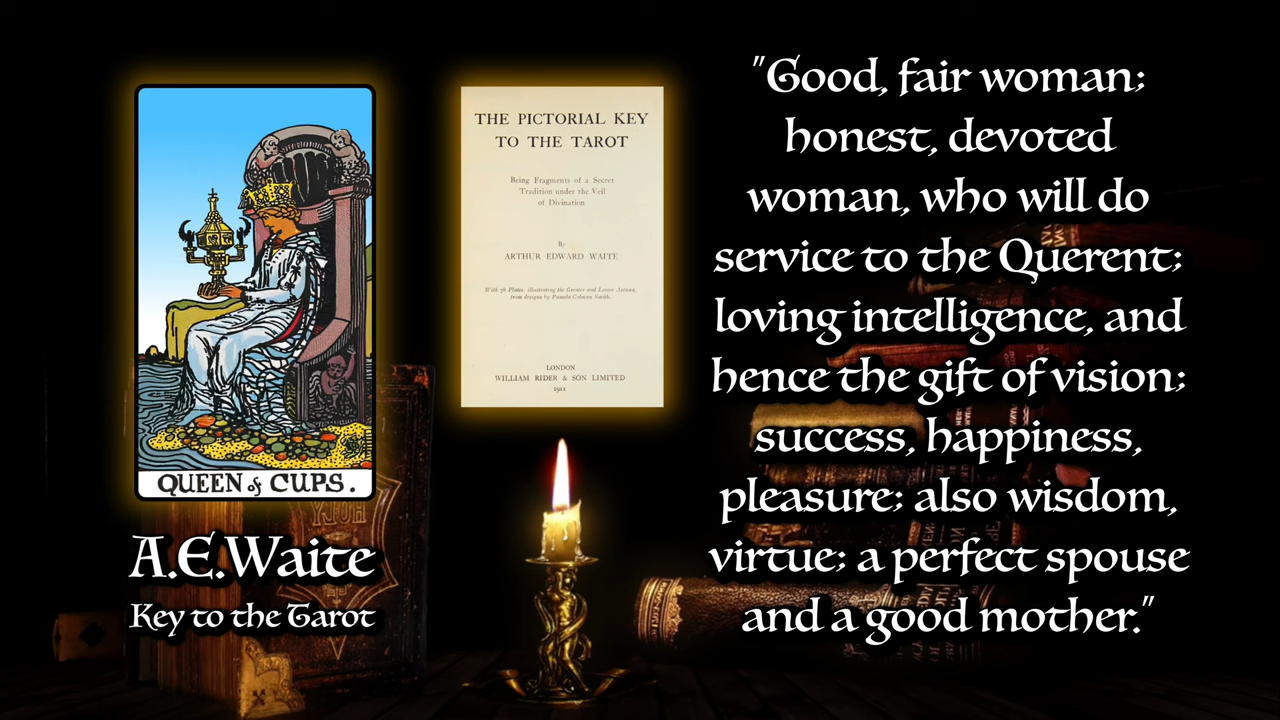 QUEEN of CUPS.
A.E.Waite
Key to the Tarot
THE PICTORIAL KEY
TO THE TAROT
Being Fragments of a Secret
Tradition under the Veil
of Divination
By
ARTHUR EDWARD WAITE
With 78 Plates, illustrating the Greater and Lesser Arcana,
from designs by Pamela Colman Smith.
LONDON
WILLIAM RIDER & SON LIMITED
1911
"Good, fair woman;
honest, devoted
woman, who will do
service to the Querent;
loving intelligence, and
hence the gift of vision;
success, happiness,
pleasure; also wisdom,
virtue; a perfect spouse
and a good mother."
HOLY